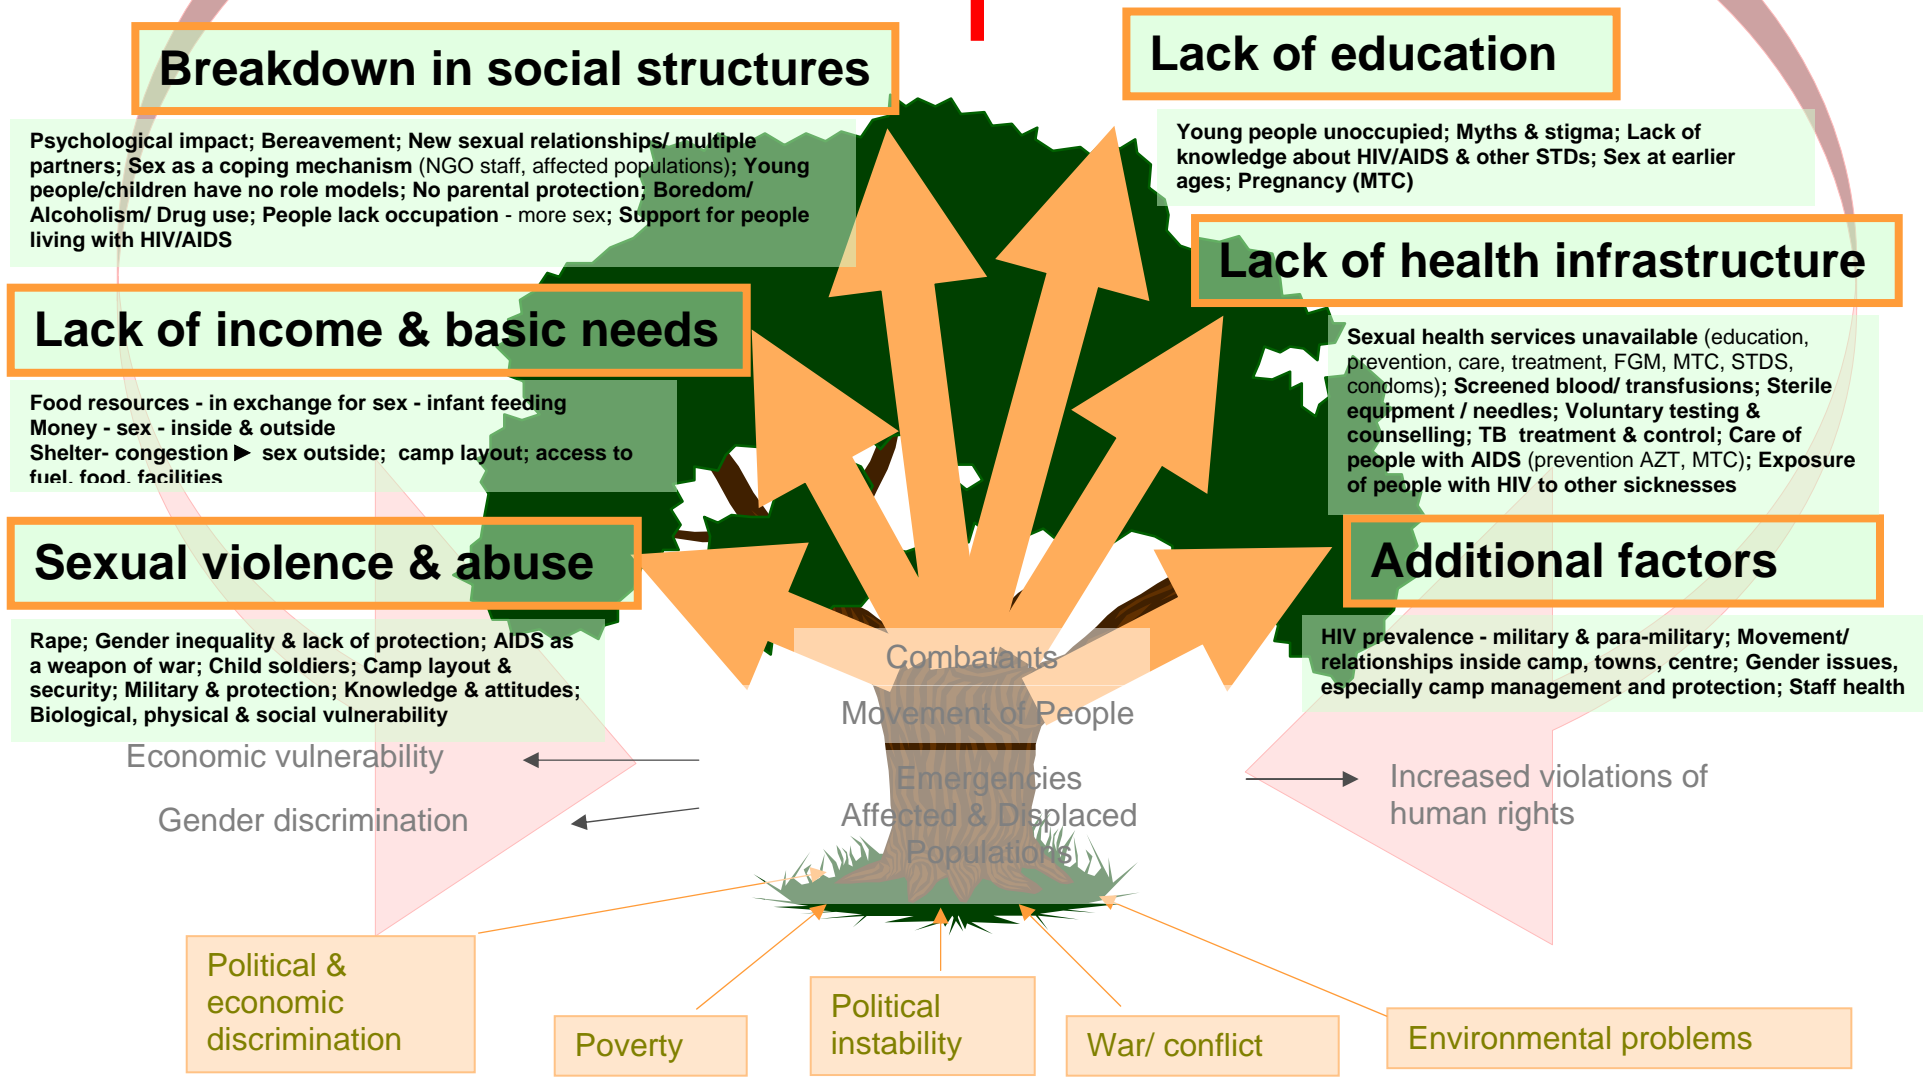 Breakdown in social structures
Psychological impact; Bereavement; New sexual relationships/ multiple
partners; Sex as a coping mechanism (NGO staff, affected populations); Young
people/children have no role models; No parental protection; Boredom/
Alcoholism/ Drug use; People lack occupation - more sex; Support for people
living with HIV/AIDS
Lack of education
Young people unoccupied; Myths & stigma; Lack of
knowledge about HIV/AIDS & other STDs; Sex at earlier
ages; Pregnancy (MTC)
Lack of income & basic needs
Food resources - in exchange for sex - infant feeding
Money - sex - inside & outside
Shelter- congestion ► sex outside; camp layout; access to
fuel, food, facilities
Lack of health infrastructure
Sexual health services unavailable (education,
prevention, care, treatment, FGM, MTC, STDS,
condoms); Screened blood/ transfusions; Sterile
equipment / needles; Voluntary testing &
counselling; TB treatment & control; Care of
people with AIDS (prevention AZT, MTC); Exposure
of people with HIV to other sicknesses
Sexual violence & abuse
Rape; Gender inequality & lack of protection; AIDS as
a weapon of war; Child soldiers; Camp layout &
security; Military & protection; Knowledge & attitudes;
Biological, physical & social vulnerability
Additional factors
HIV prevalence - military & para-military; Movement/
relationships inside camp, towns, centre; Gender issues,
especially camp management and protection; Staff health
Combatants
Movement of People
Emergencies
Affected & Displaced
Populations
Economic vulnerability
Gender discrimination
Increased violations of
human rights
Political &
economic
discrimination
Poverty
Political
instability
War/ conflict
Environmental problems